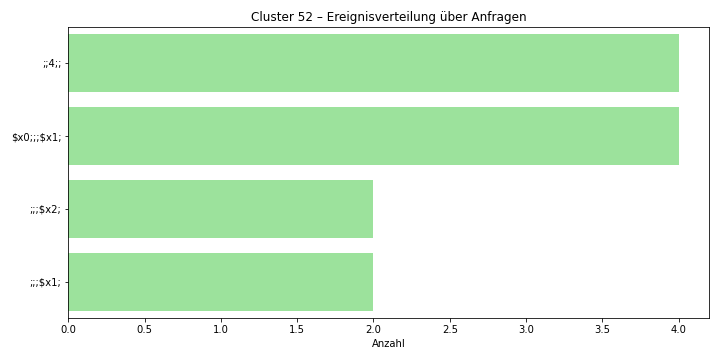 Cluster 52 – Ereignisverteilung über Anfragen
;;4;;
$x0;;;$x1;
;;;$x2;
;;;$x1;
0.0 0.5 1.0 1.5 2.0 2.5 3.0 3.5 4.0
Anzahl